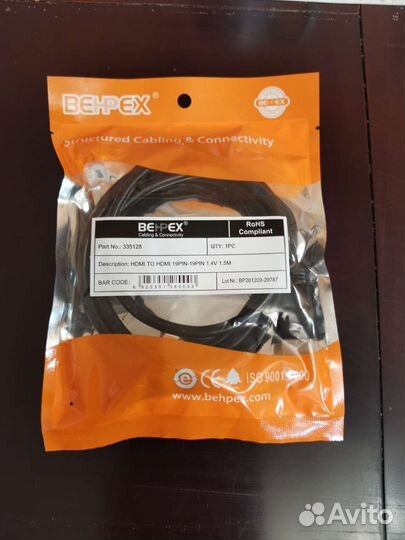 BEHPEX
BEHPEX
Structured Cabling & Connectivity
BEHPEX
Cabling & Connectivity
RoHS
Compliant
Part No.: 335128
QTY: 1PC
Description: HDMI TO HDMI 19PIN-19PIN 1.4V 1.5M
BAR CODE:
Lot Nr.: BP201209-29787
ISO 9001:
www.behpex.com
Avito